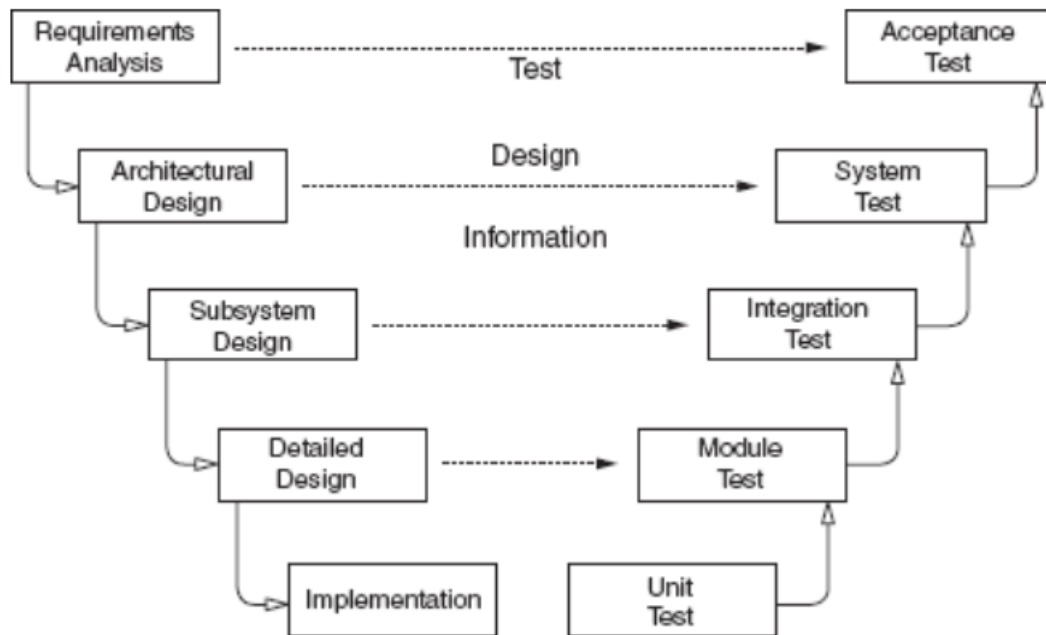 Requirements
Analysis
Test
Acceptance
Test
Architectural
Design
Design
Information
System
Test
Subsystem
Design
Integration
Test
Detailed
Design
Module
Test
Implementation
Unit
Test